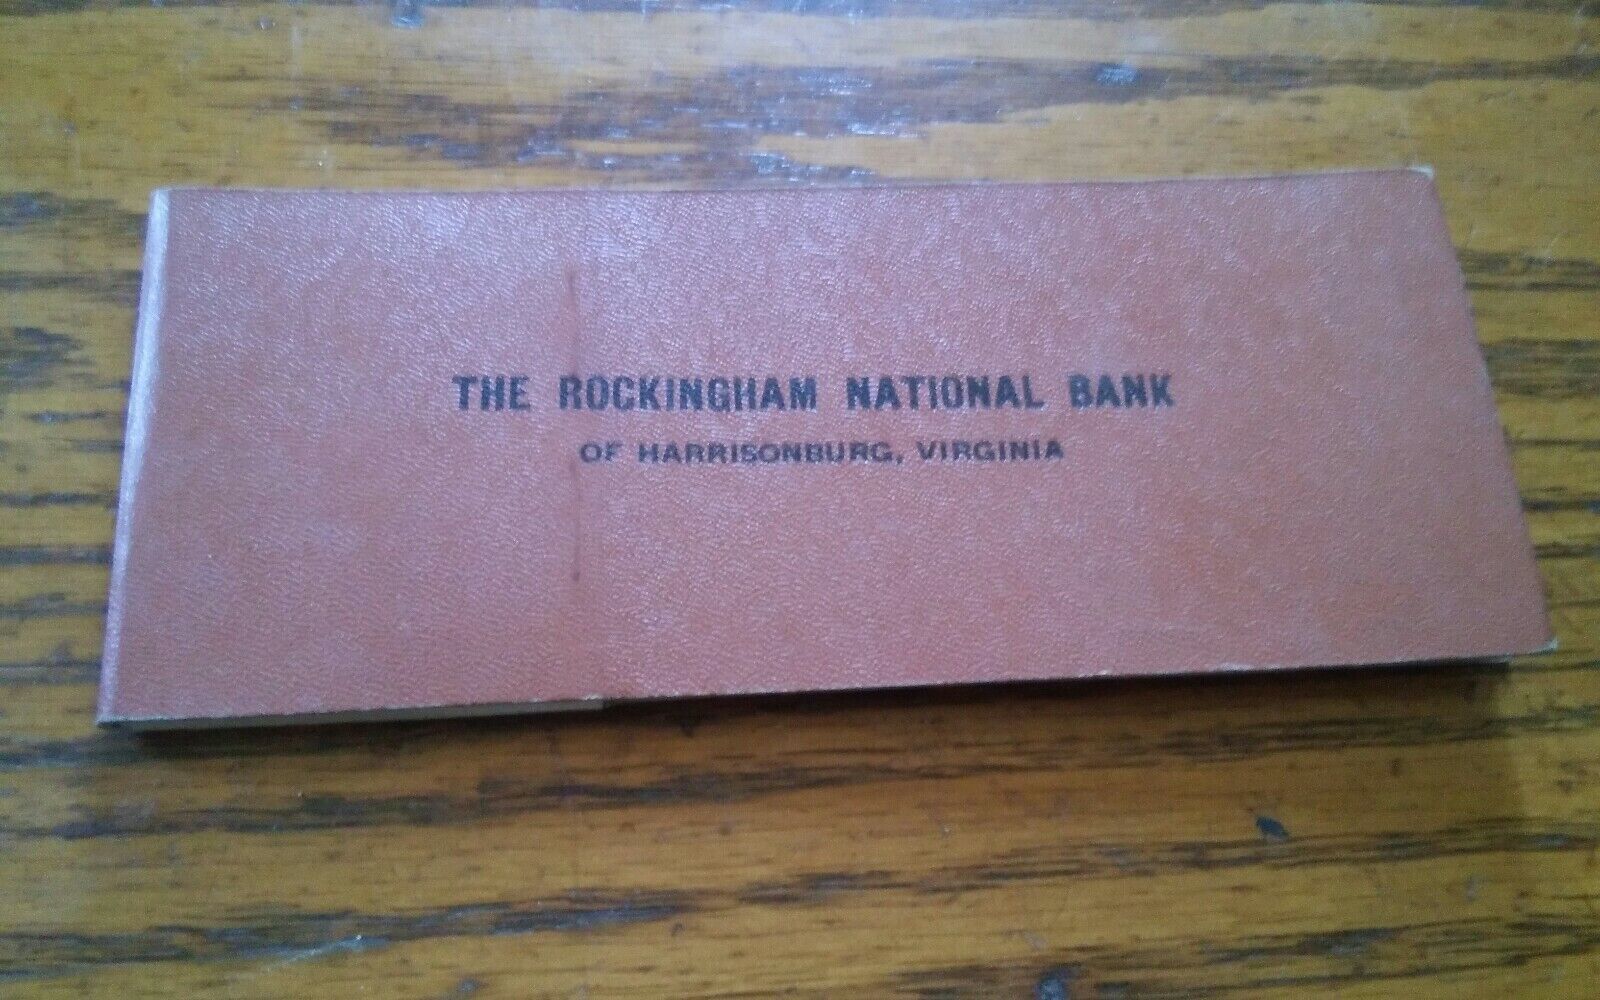 THE ROCKINGHAM NATIONAL BANK
OF HARRISONBURG, VIRGINIA